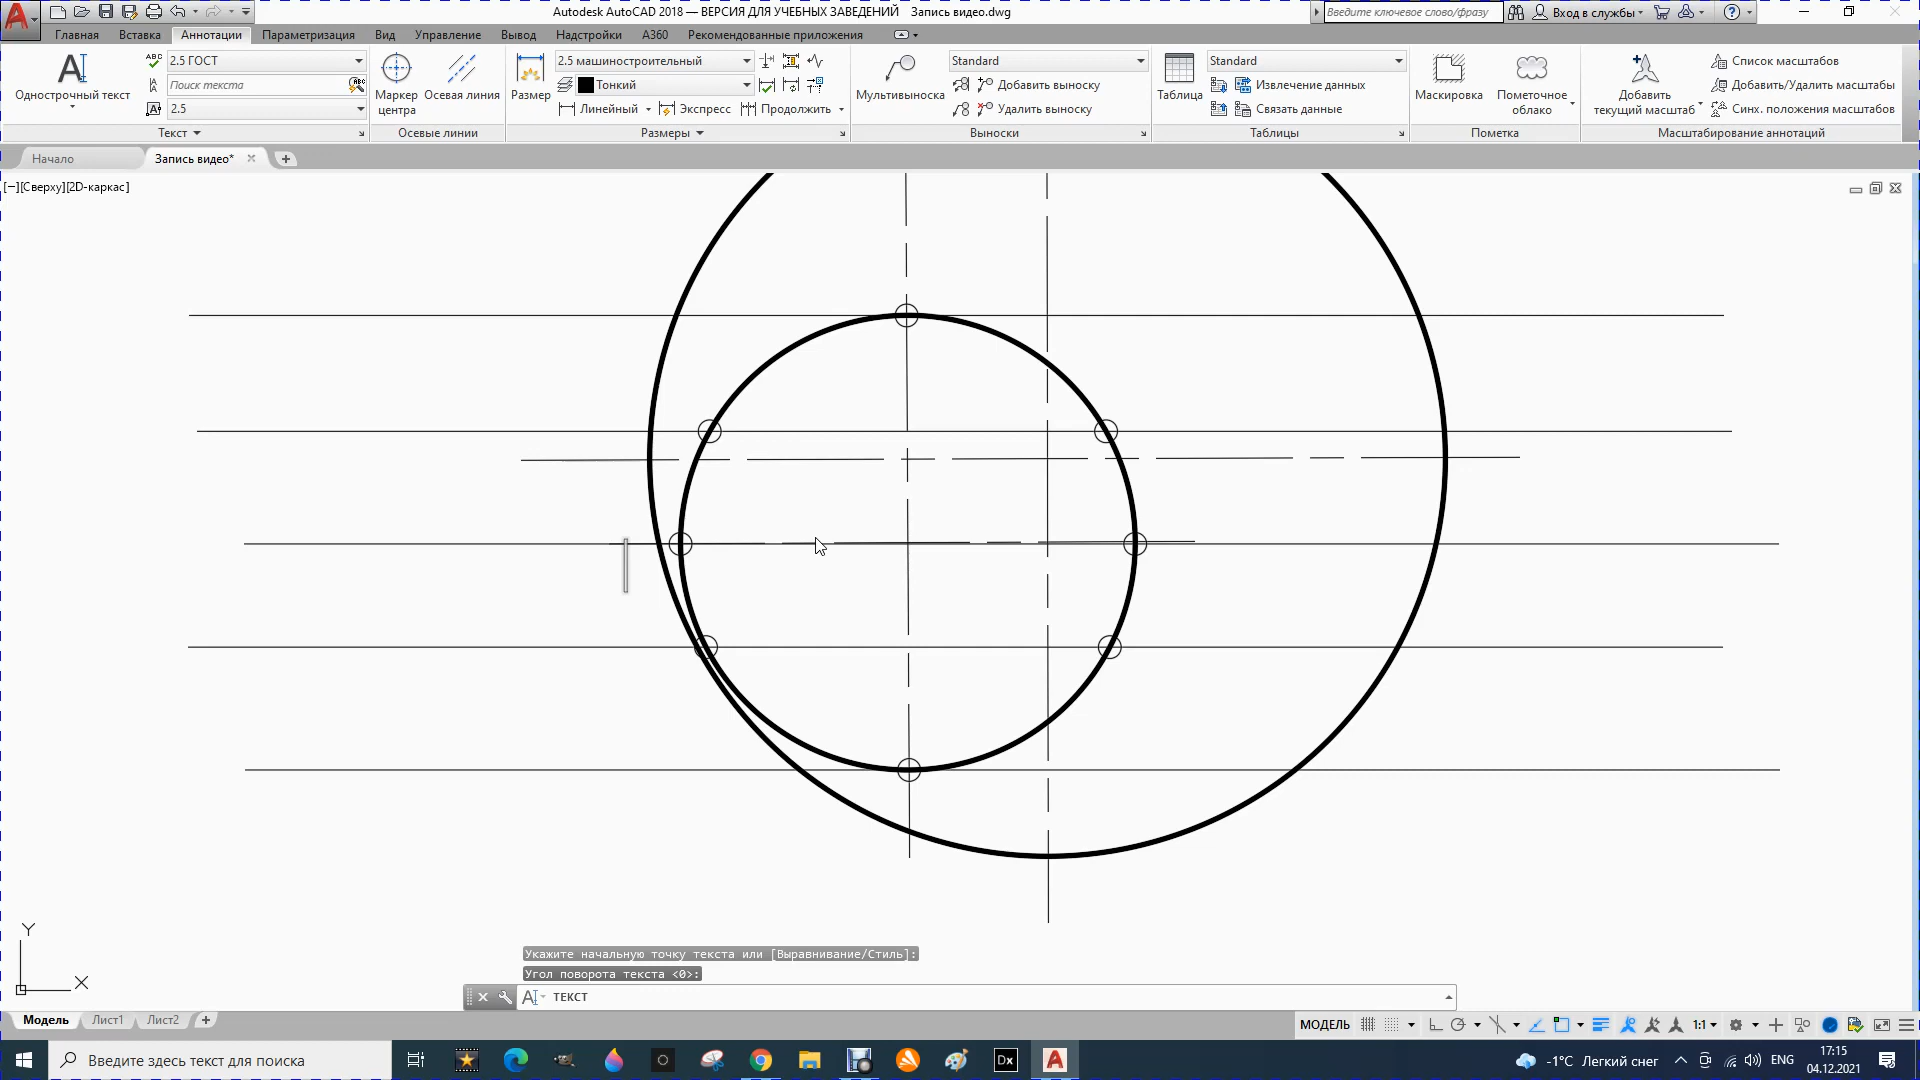 Autodesk AutoCAD 2018 — ВЕРСИЯ ДЛЯ УЧЕБНЫХ ЗАВЕДЕНИЙ Запись видео.dwg
Введите ключевое слово/фразу
Вход в службы
Главная Вставка Аннотации Параметризация Вид Управление Вывод Надстройки A360 Рекомендованные приложения
Однострочный текст
2.5 ГОСТ
Поиск текста
2.5
Текст
Маркер центра
Осевая линия
Осевые линии
Размер
2.5 машиностроительный
Тонкий
Линейный Экспресс Продолжить
Размеры
Мультивыноска
Standard
Добавить выноску
Удалить выноску
Выноски
Таблица
Standard
Извлечение данных
Связать данные
Таблицы
Маскировка
Пометочное облако
Пометка
Добавить текущий масштаб
Список масштабов
Добавить/Удалить масштабы
Синх. положения масштабов
Масштабирование аннотаций
Начало Запись видео*
[−][Сверху][2D-каркас]
Y
X
Укажите начальную точку текста или [Выравнивание/Стиль]:
Угол поворота текста <0>:
ТЕКСТ
Модель Лист1 Лист2
МОДЕЛЬ 1:1
Введите здесь текст для поиска
Dx
-1°C Легкий снег
ENG
17:15
04.12.2021